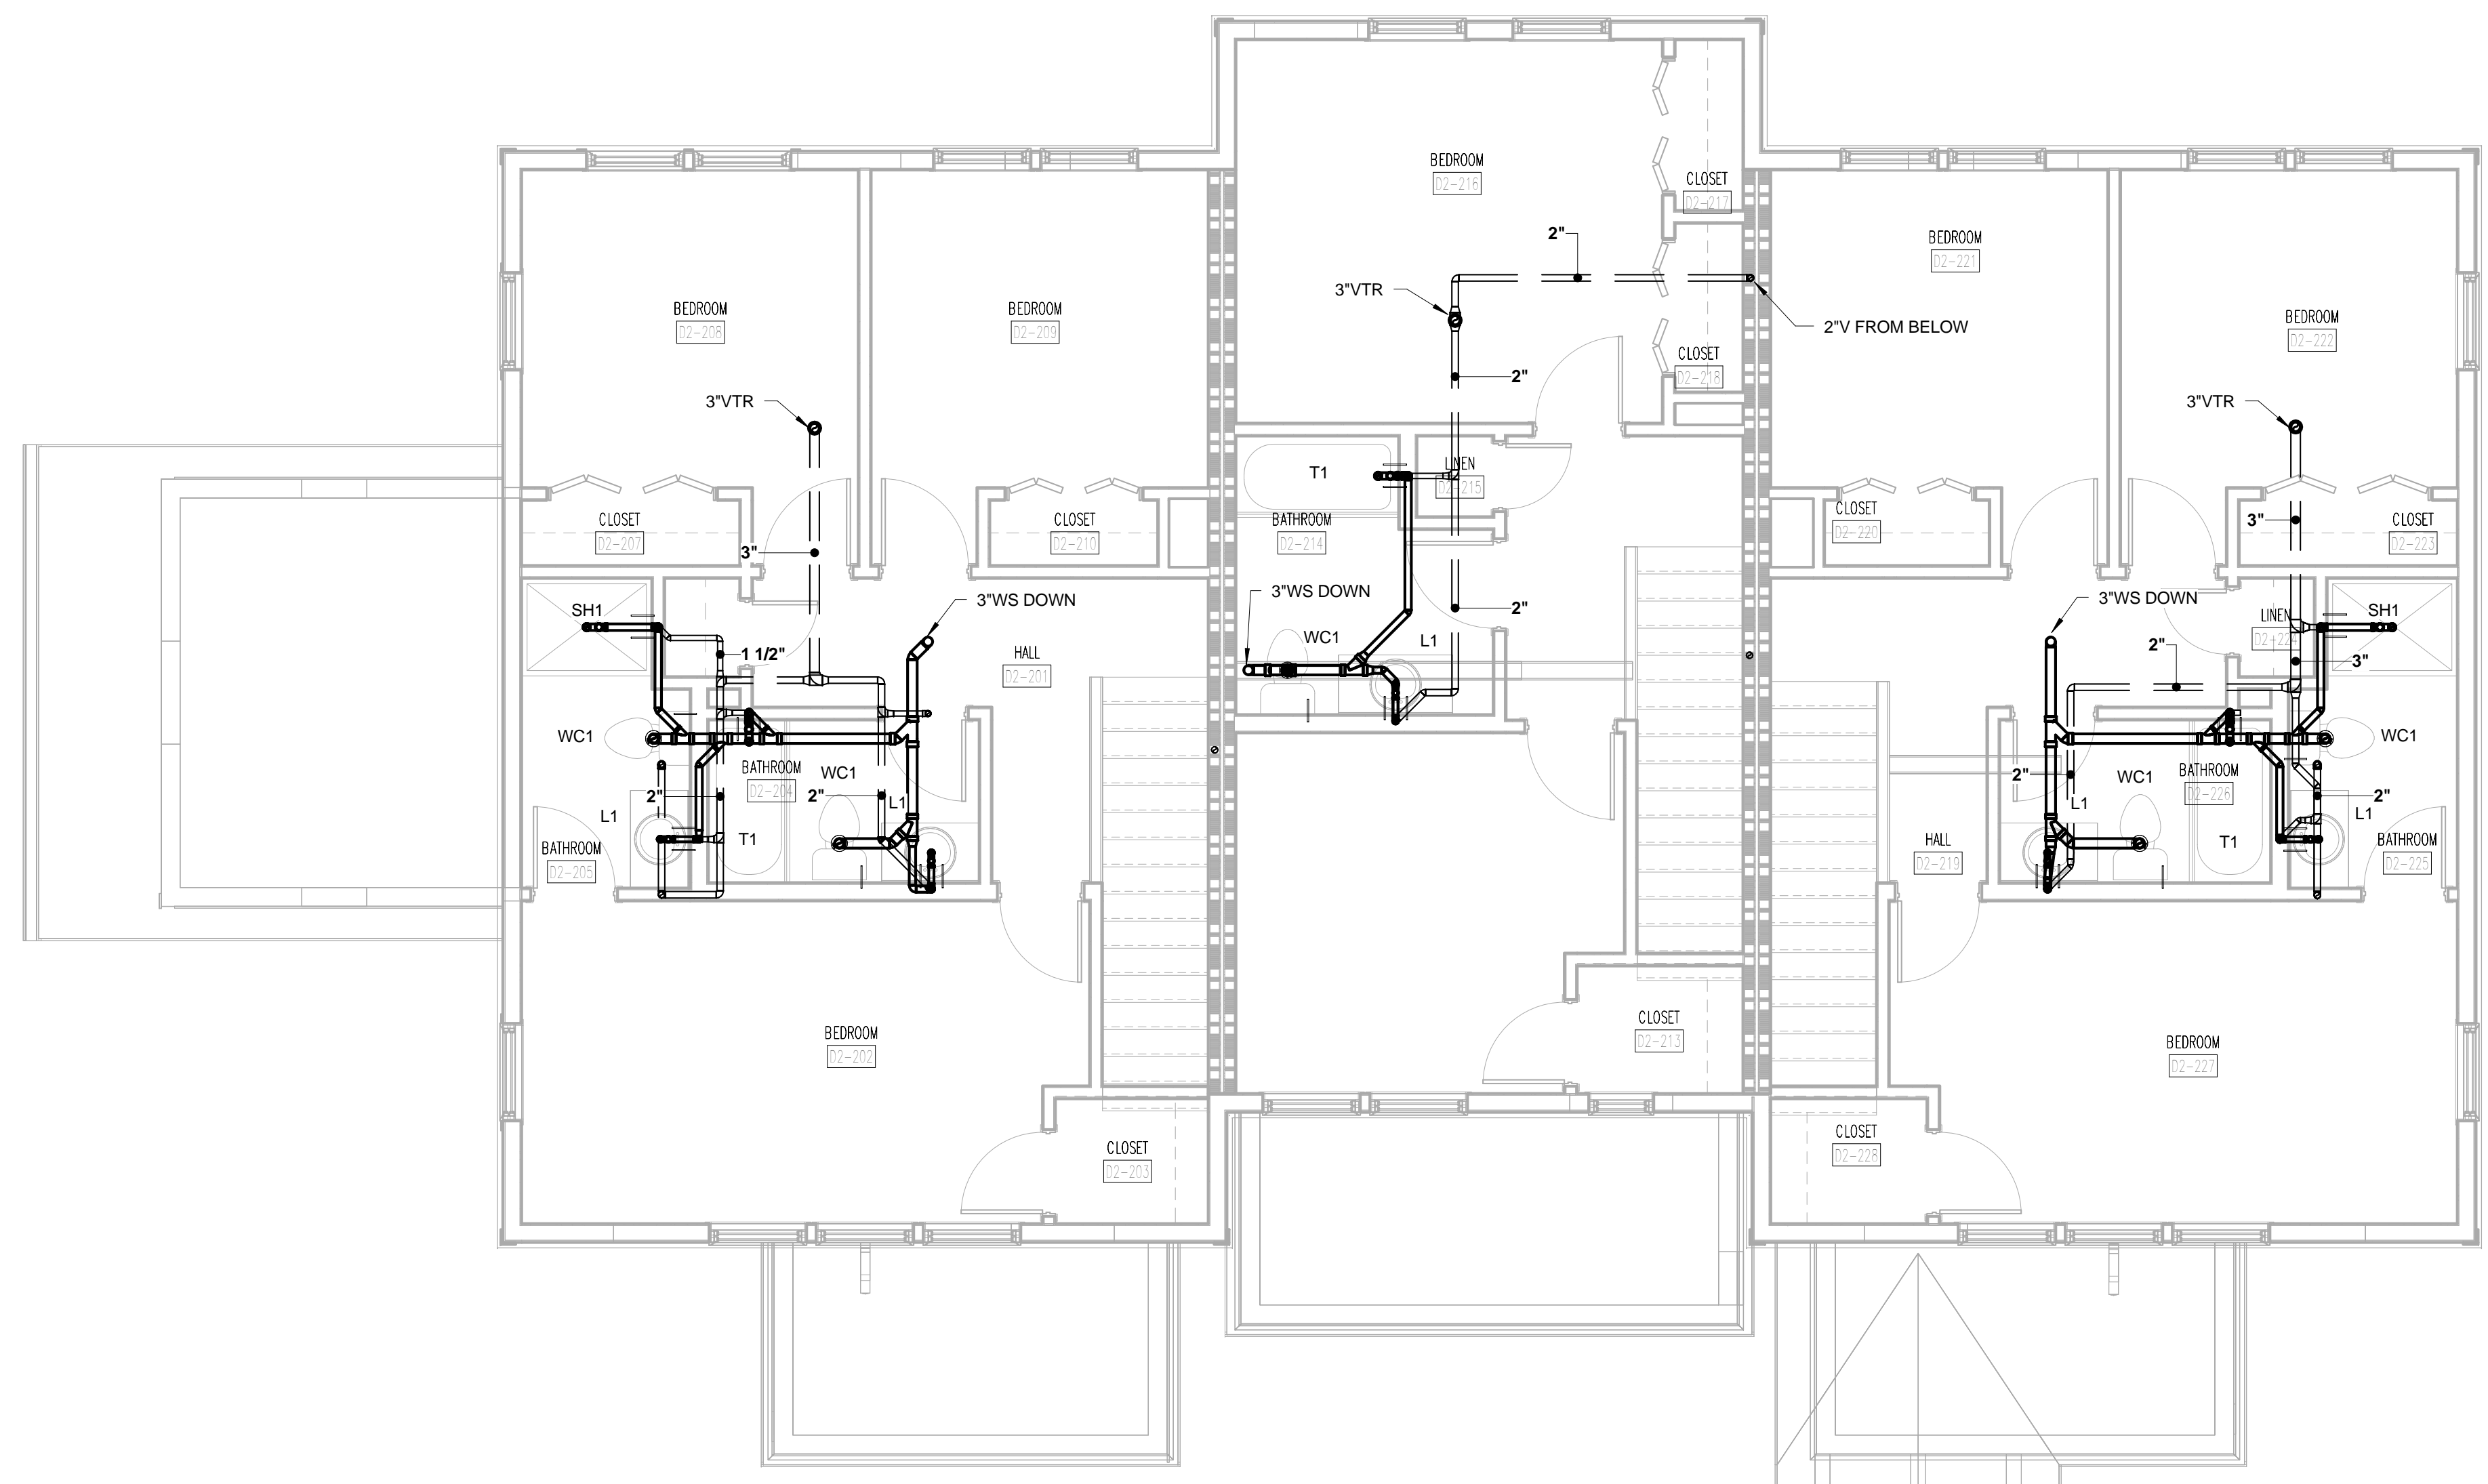 BEDROOM
D2-216
CLOSET
D2-217
2"
BEDROOM
D2-221
3"VTR
2"V FROM BELOW
BEDROOM
D2-208
BEDROOM
D2-209
BEDROOM
D2-222
CLOSET
D2-218
2"
3"VTR
3"VTR
T1
LINEN
D2-215
CLOSET
D2-207
CLOSET
D2-210
BATHROOM
D2-214
CLOSET
D2-220
3"
CLOSET
D2-223
3"
3"WS DOWN
3"WS DOWN
2"
3"WS DOWN
SH1
LINEN
SH1
WC1
L1
1 1/2"
HALL
D2-201
2"
3"
WC1
BATHROOM
D2-204
WC1
2"
2"
L1
L1
T1
BATHROOM
D2-205
WC1
2"
WC1
BATHROOM
D2-226
L1
2"
L1
T1
HALL
D2-219
BATHROOM
D2-225
BEDROOM
D2-202
CLOSET
D2-213
BEDROOM
D2-227
CLOSET
D2-203
CLOSET
D2-228